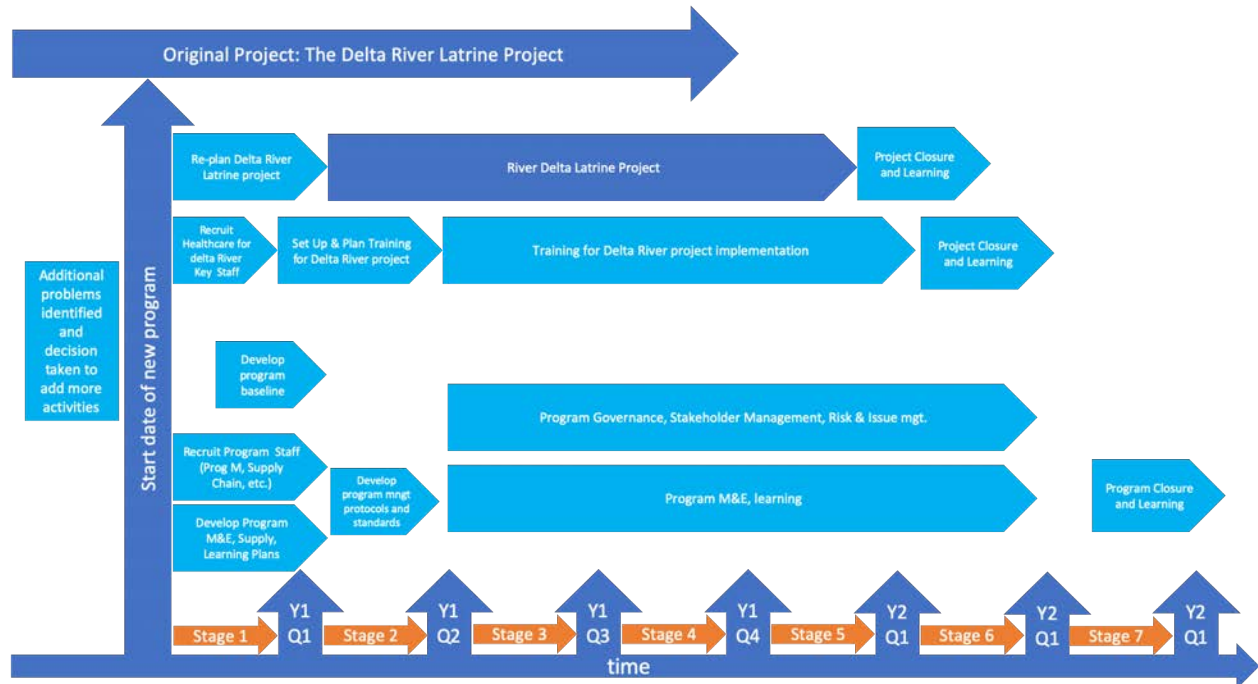 Original Project: The Delta River Latrine Project
Re-plan Delta River
Latrine project
River Delta Latrine Project
Project Closure
and Learning
Recruit
Healthcare for
delta River
Key Staff
Set Up & Plan Training
for Delta River project
Training for Delta River project implementation
Project Closure
and Learning
Additional
problems
identified
and
decision
taken to
add more
activities
Start date of new program
Develop
program
baseline
Program Governance, Stakeholder Management, Risk & Issue mgt.
Recruit Program Staff
(Prog M, Supply
Chain, etc.)
Develop
program mngt
protocols and
standards
Program M&E, learning
Program Closure
and Learning
Develop Program
M&E, Supply,
Learning Plans
Stage 1
Y1
Q1
Stage 2
Y1
Q2
Stage 3
Y1
Q3
Stage 4
Y1
Q4
Stage 5
Y2
Q1
Stage 6
Y2
Q1
Stage 7
Y2
Q1
time